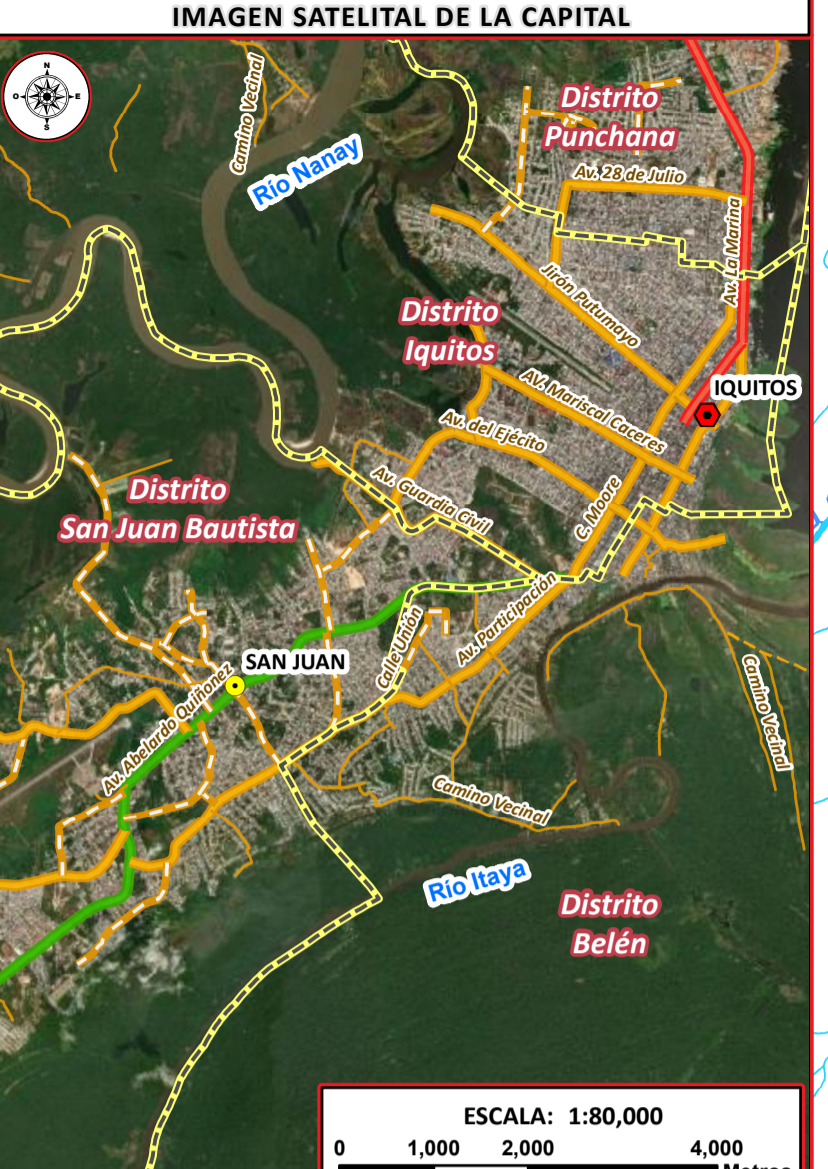 IMAGEN SATELITAL DE LA CAPITAL
N
O
E
S
Camino Vecinal
Río Nanay
Distrito
Punchana
Av. 28 de Julio
Av. La Marina
Jirón Putumayo
Distrito
Iquitos
IQUITOS
AV. Mariscal Caceres
Av. del Ejército
Av. Guardia Civil
C. Moore
Distrito
San Juan Bautista
Av. Participación
Calle Unión
SAN JUAN
Av. Abelardo Quiñonez
Camino Vecinal
Camino Vecinal
Río Itaya
Distrito
Belén
ESCALA: 1:80,000
0 1,000 2,000 4,000
Metros